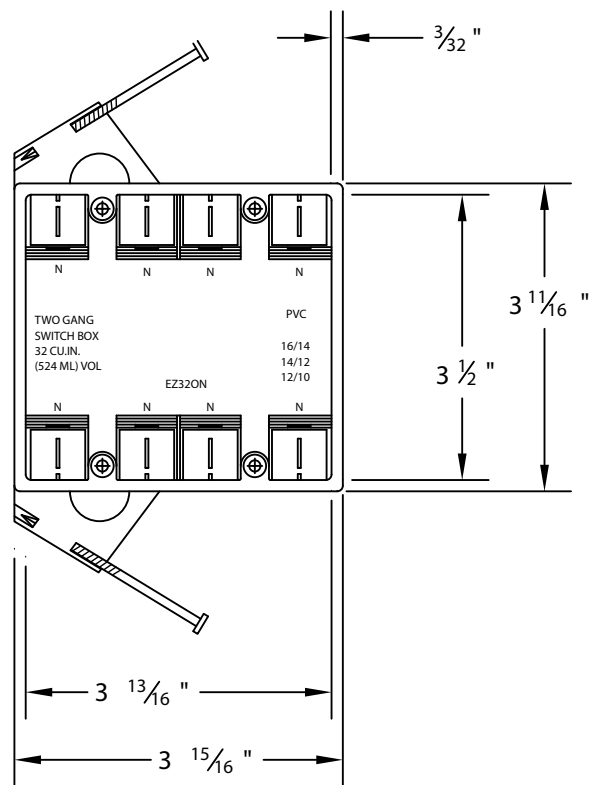 3/32 "
N N N N
TWO GANG
SWITCH BOX
32 CU.IN.
(524 ML) VOL
PVC
16/14
14/12
12/10
EZ32ON
N N N N
3 1/2 "
3 11/16 "
3 13/16 "
3 15/16 "